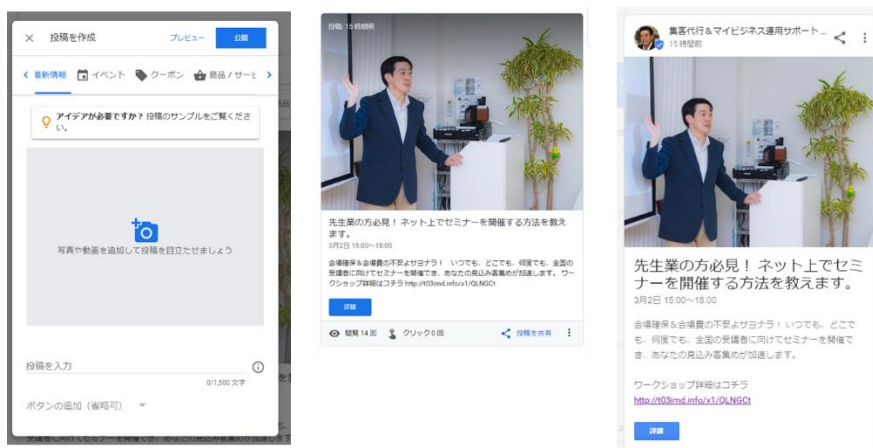 投稿を作成
プレビュー
公開
最新情報
イベント
クーポン
商品 / サービ
アイデアが必要ですか？ 投稿のサンプルをご覧くださ
い。
写真や動画を追加して投稿を目立たせましょう
投稿を入力
0/1,500 文字
ボタンの追加（省略可）
投稿: 15 時間前
先生業の方必見！ ネット上でセミナーを開催する方法を教え
ます。
3月2日 15:00～18:00
会場確保＆会場費の不安よサヨナラ！ いつでも、どこでも、何度でも、全国の
受講者に向けてセミナーを開催でき、あなたの見込み客集めが加速します。 ワー
クショップ詳細はコチラ http://t03imd.info/x1/QLNGCt
詳細
閲覧 14 回
クリック 0 回
投稿を共有
集客代行＆マイビジネス運用サポート ...
15 時間前
先生業の方必見！ ネット上でセミ
ナーを開催する方法を教えます。
3月2日 15:00～18:00
会場確保＆会場費の不安よサヨナラ！ いつでも、どこで
も、何度でも、全国の受講者に向けてセミナーを開催で
き、あなたの見込み客集めが加速します。
ワークショップ詳細はコチラ
http://t03imd.info/x1/QLNGCt
詳細